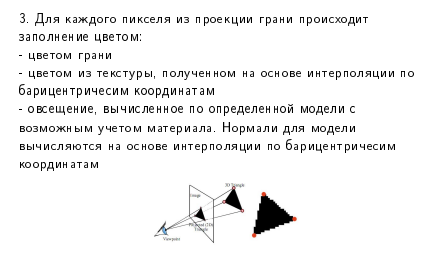 3. Для каждого пикселя из проекции грани происходит
заполнение цветом:
- цветом грани
- цветом из текстуры, полученном на основе интерполяции по
барицентричесим координатам
- овсещение, вычисленное по определенной модели с
возможным учетом материала. Нормали для модели
вычисляются на основе интерполяции по барицентричесим
координатам
3D Triangle
Image
Triangle
Viewpoint